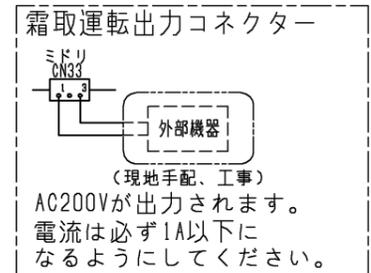 霜取運転出力コネクター
ミドリ
CN33
1 3
外部機器
(現地手配、工事)
AC200Vが出力されます。
電流は必ず1A以下に
なるようにしてください。